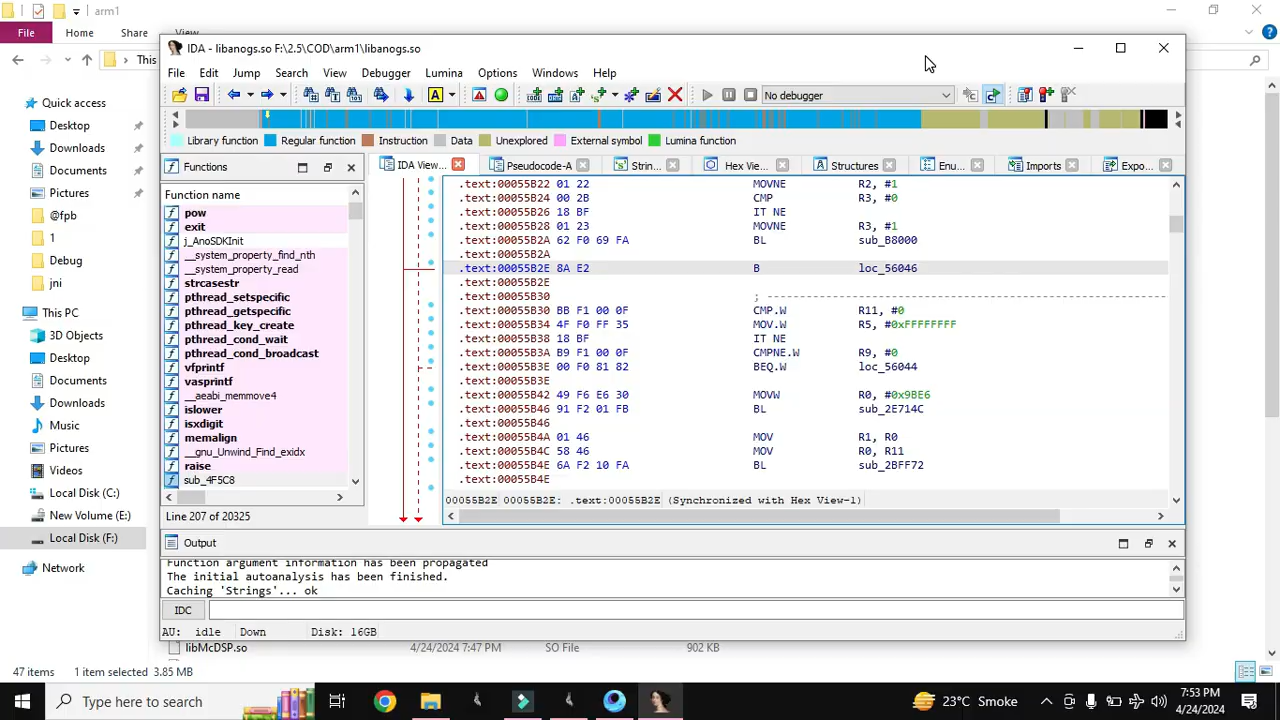 arm1
File
Home
Share
View
This
IDA - libanogs.so F:\2.5\COD\arm1\libanogs.so
File Edit Jump Search View Debugger Lumina Options Windows Help
No debugger
Library function Regular function Instruction Data Unexplored External symbol Lumina function
Functions
IDA View... Pseudocode-A Strin... Hex Vie... Structures Enu... Imports Expo...
Function name
pow
exit
j_AnoSDKInit
__system_property_find_nth
__system_property_read
strcasestr
pthread_setspecific
pthread_getspecific
pthread_key_create
pthread_cond_wait
pthread_cond_broadcast
vfprintf
vasprintf
__aeabi_memmove4
islower
isxdigit
memalign
__gnu_Unwind_Find_exidx
raise
sub_4F5C8
Line 207 of 20325
.text:00055B22 01 22 MOVNE R2, #1
.text:00055B24 00 2B CMP R3, #0
.text:00055B26 18 BF IT NE
.text:00055B28 01 23 MOVNE R3, #1
.text:00055B2A 62 F0 69 FA BL sub_B8000
.text:00055B2A
.text:00055B2E 8A E2 B loc_56046
.text:00055B2E
.text:00055B30 ; ---------------------------------------------------------
.text:00055B30 BB F1 00 0F CMP.W R11, #0
.text:00055B34 4F F0 FF 35 MOV.W R5, #0xFFFFFFFF
.text:00055B38 18 BF IT NE
.text:00055B3A B9 F1 00 0F CMPNE.W R9, #0
.text:00055B3E 00 F0 81 82 BEQ.W loc_56044
.text:00055B3E
.text:00055B42 49 F6 E6 30 MOVW R0, #0x9BE6
.text:00055B46 91 F2 01 FB BL sub_2E714C
.text:00055B46
.text:00055B4A 01 46 MOV R1, R0
.text:00055B4C 58 46 MOV R0, R11
.text:00055B4E 6A F2 10 FA BL sub_2BFF72
.text:00055B4E
00055B2E 00055B2E: .text:00055B2E (Synchronized with Hex View-1)
Output
Function argument information has been propagated
The initial autoanalysis has been finished.
Caching 'Strings'... ok
IDC
AU: idle Down Disk: 16GB
Quick access
Desktop
Downloads
Documents
Pictures
@fpb
1
Debug
jni
This PC
3D Objects
Desktop
Documents
Downloads
Music
Pictures
Videos
Local Disk (C:)
New Volume (E:)
Local Disk (F:)
Network
libMcDSP.so 4/24/2024 7:47 PM SO File 902 KB
47 items 1 item selected 3.85 MB
Type here to search
23°C Smoke
7:53 PM
4/24/2024